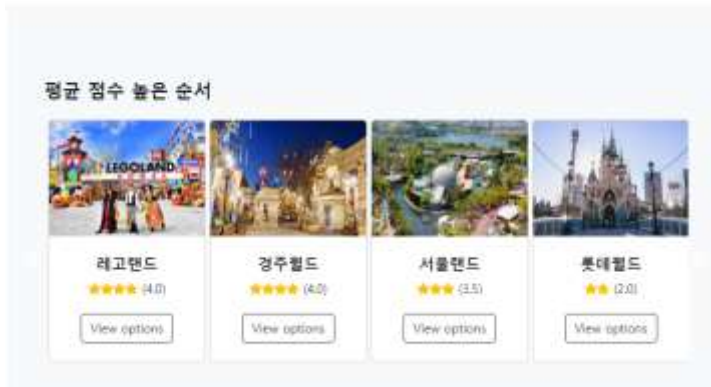 평균 점수 높은 순서
LEGOLAND
레고랜드
★★★★ (4.0)
View options
경주월드
★★★★ (4.0)
View options
서울랜드
★★★ (3.5)
View options
롯데월드
★★ (2.0)
View options